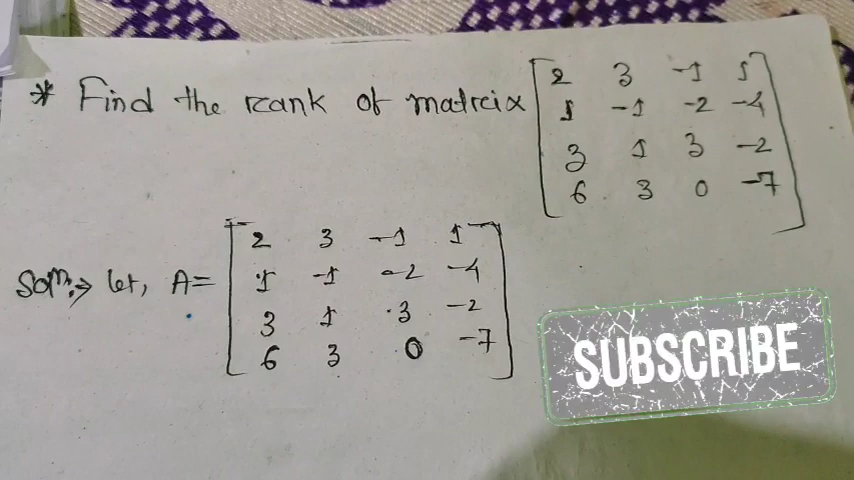 * Find the rank of matrix [ 2 3 -1 1
1 -1 -2 -4
3 1 3 -2
6 3 0 -7 ]
Soln:→ let, A= [ 2 3 -1 1
1 -1 -2 -4
3 1 3 -2
6 3 0 -7 ]
SUBSCRIBE